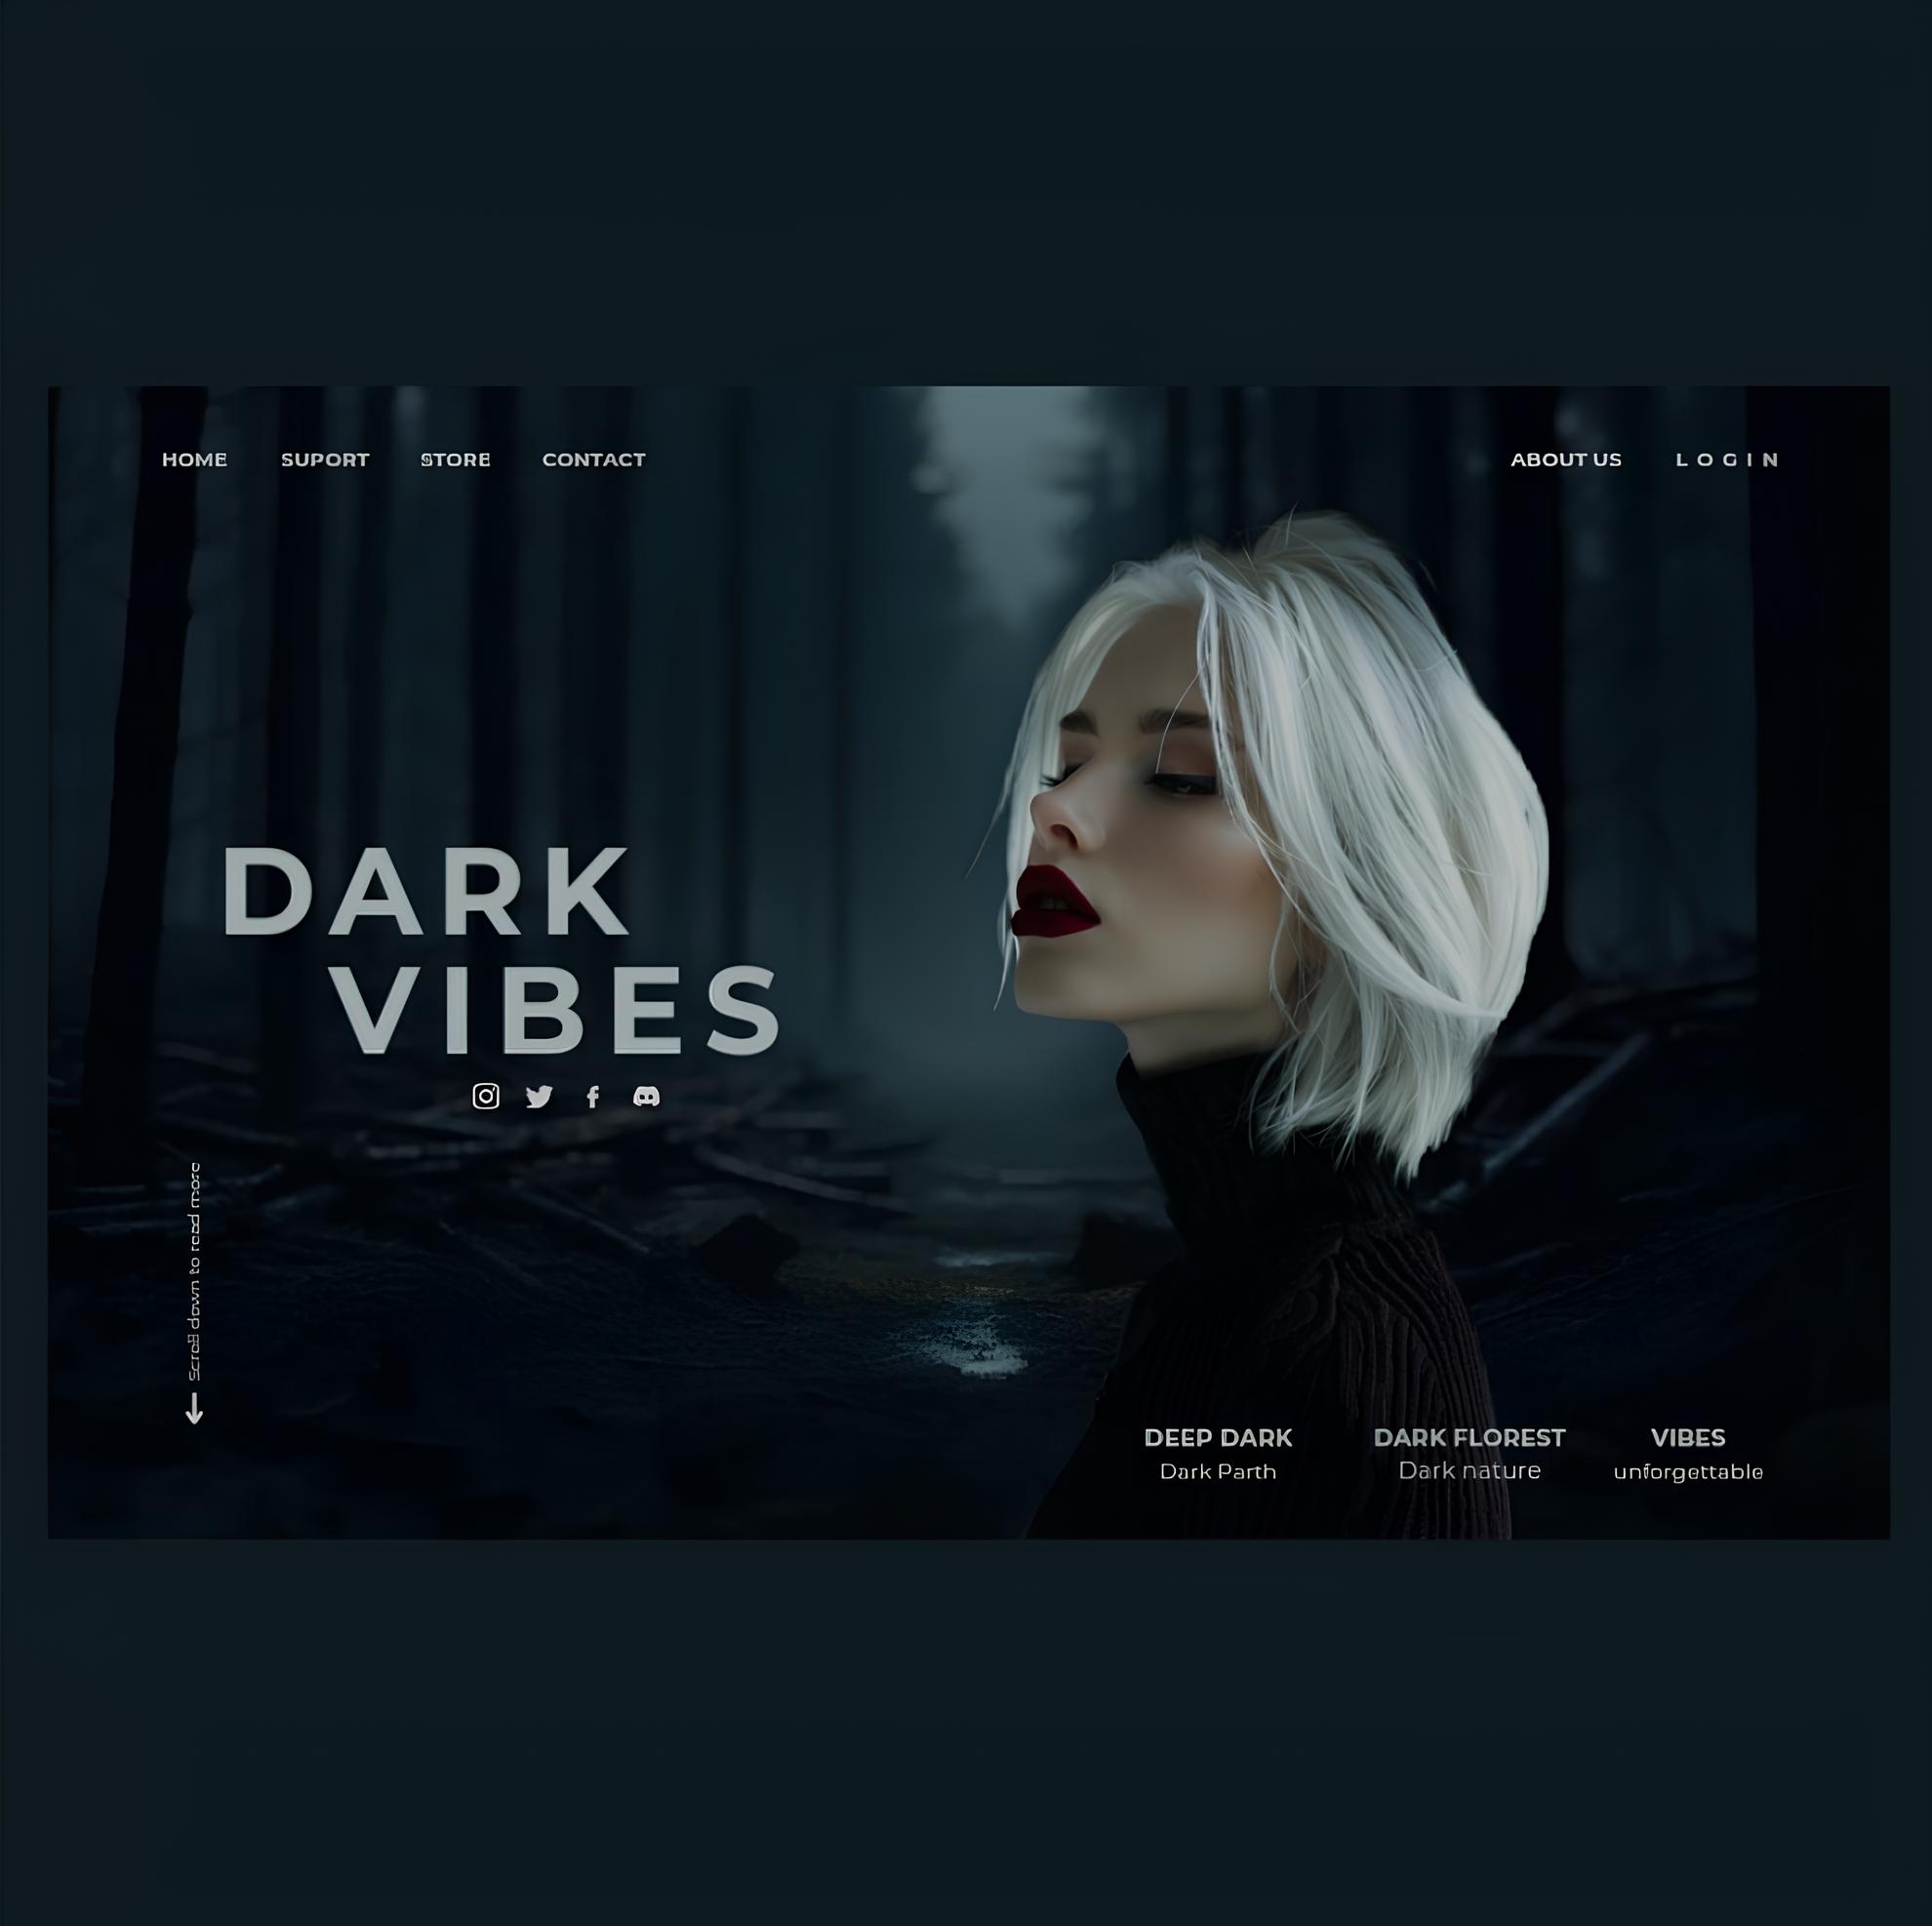 HOME SUPORT STORE CONTACT ABOUT US LOGIN
DARK
VIBES
Scroll down to read more
DEEP DARK
Dark Parth
DARK FLOREST
Dark nature
VIBES
unforgettable